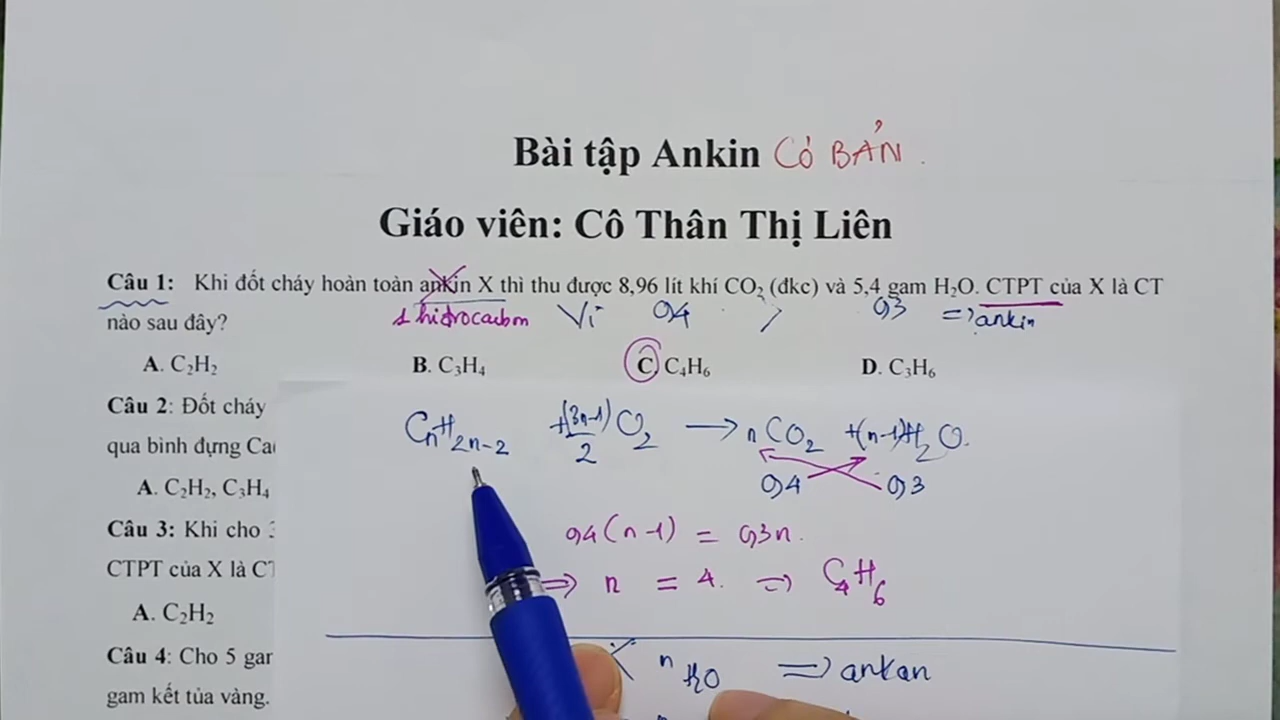 Bài tập Ankin CỎ BẢN.
Giáo viên: Cô Thân Thị Liên
Câu 1: Khi đốt cháy hoàn toàn ankin X thì thu được 8,96 lít khí CO₂ (đkc) và 5,4 gam H₂O. CTPT của X là CT
1 hiđrocacbon Vì 0,4 > 0,3 => ankin
nào sau đây?
A. C₂H₂ B. C₃H₄ C. C₄H₆ D. C₃H₆
Câu 2: Đốt cháy
CₙH₂ₙ₋₂ + (3n-1)/2 O₂ → nCO₂ + (n-1)H₂O.
qua bình đựng Ca(
0,4 0,3
A. C₂H₂, C₃H₄
Câu 3: Khi cho 3
0,4(n-1) = 0,3n.
CTPT của X là CT
=> n = 4. => C₄H₆
A. C₂H₂
Câu 4: Cho 5 gam
< nH₂O => ankan
gam kết tủa vàng.